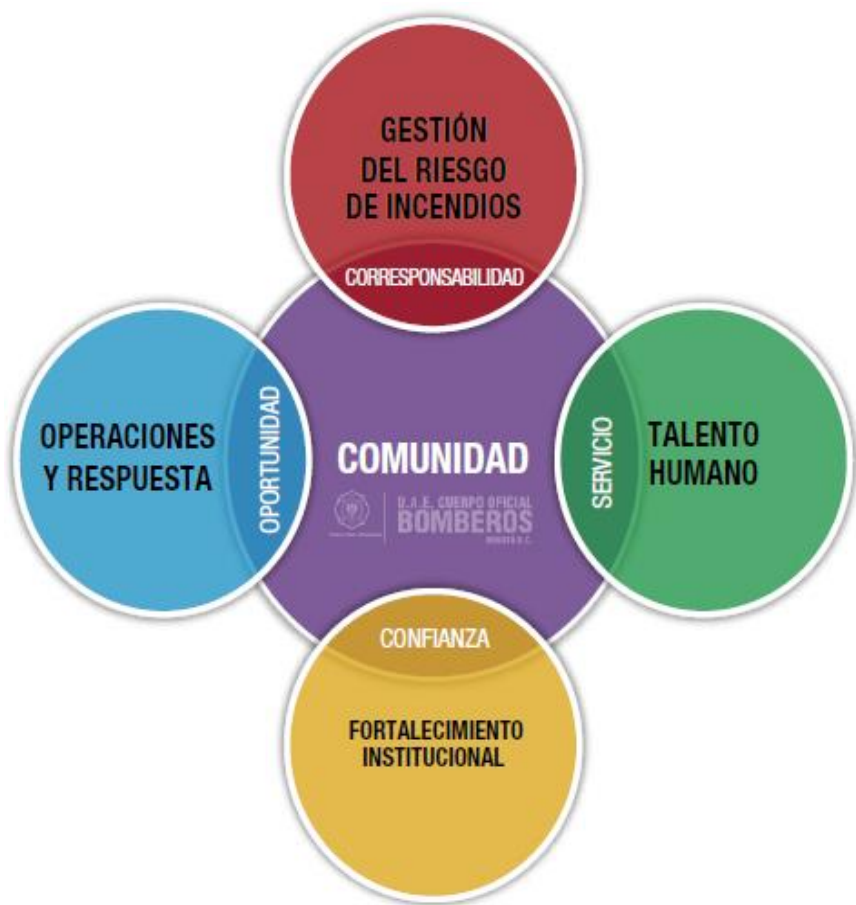 GESTIÓN
DEL RIESGO
DE INCENDIOS
CORRESPONSABILIDAD
OPERACIONES
Y RESPUESTA
OPORTUNIDAD
COMUNIDAD
U.A.E. CUERPO OFICIAL
BOMBEROS
BOGOTÁ D.C.
SERVICIO
TALENTO
HUMANO
CONFIANZA
FORTALECIMIENTO
INSTITUCIONAL